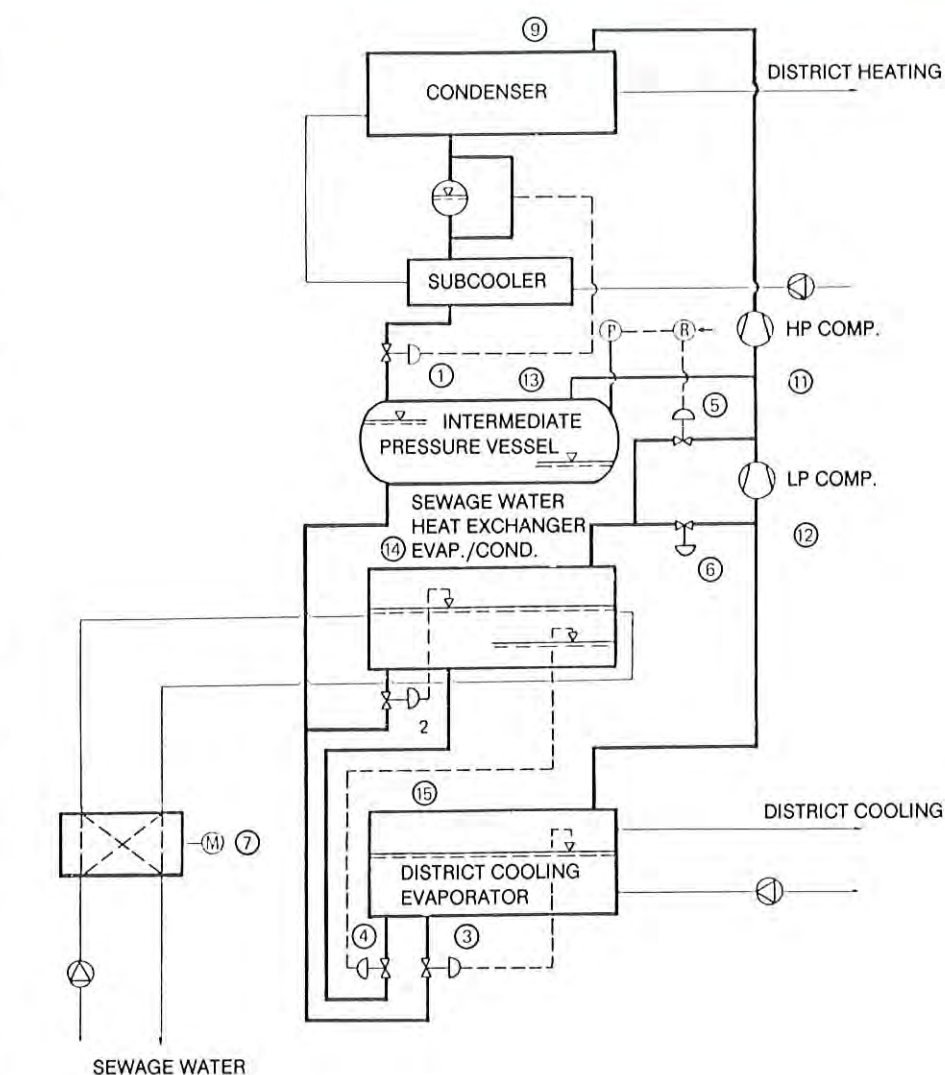 ⑨
CONDENSER
DISTRICT HEATING
SUBCOOLER
P
R
HP COMP.
①
⑬
⑪
⑤
INTERMEDIATE
PRESSURE VESSEL
LP COMP.
SEWAGE WATER
HEAT EXCHANGER
⑭ EVAP./COND.
⑫
⑥
2
⑮
DISTRICT COOLING
M ⑦
DISTRICT COOLING
EVAPORATOR
④
③
SEWAGE WATER